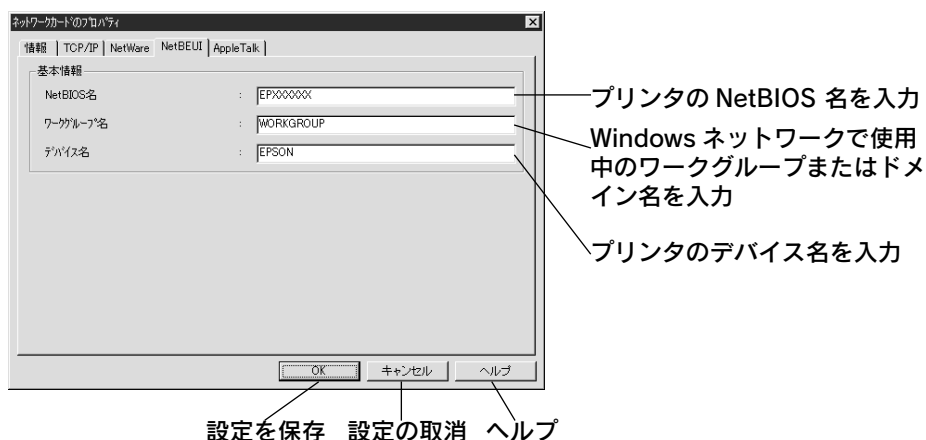 ﾈｯﾄﾜｰｸｶｰﾄﾞのﾌﾟﾛﾊﾟﾃｨ
情報 TCP/IP NetWare NetBEUI AppleTalk
基本情報
NetBIOS名 : EPXXXXXX
ﾜｰｸｸﾞﾙｰﾌﾟ名 : WORKGROUP
ﾃﾞﾊﾞｲｽ名 : EPSON
プリンタの NetBIOS 名を入力
Windows ネットワークで使用
中のワークグループまたはドメ
イン名を入力
プリンタのデバイス名を入力
OK キャンセル ヘルプ
設定を保存 設定の取消 ヘルプ